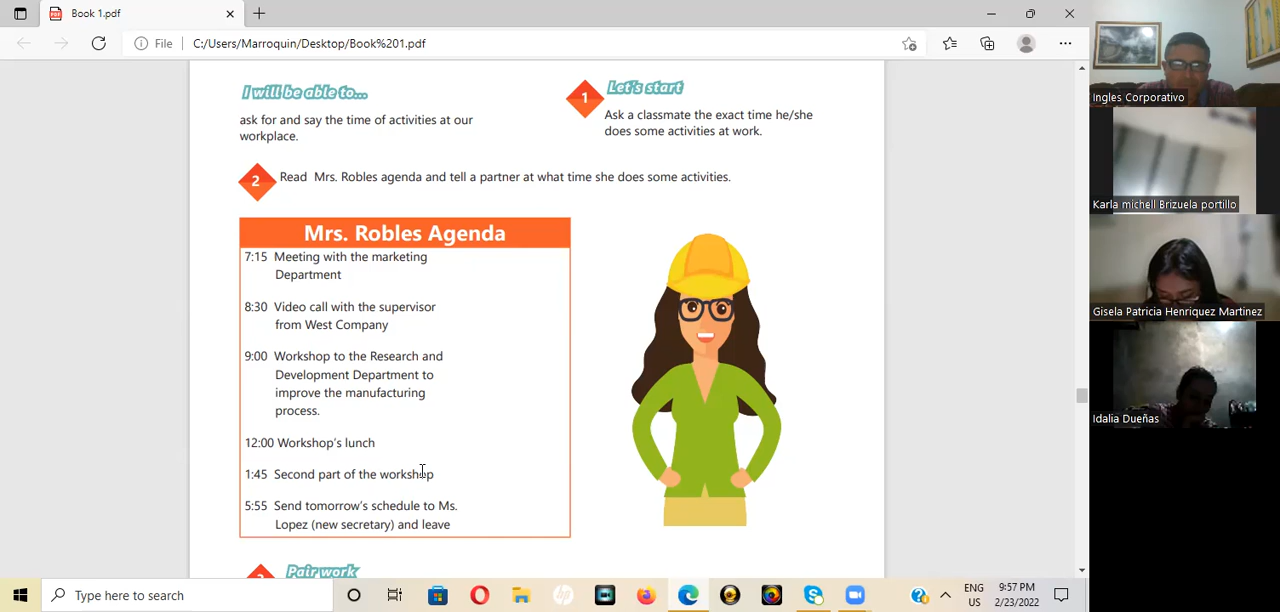 Book 1.pdf
File
C:/Users/Marroquin/Desktop/Book%201.pdf
I will be able to...
ask for and say the time of activities at our
workplace.
1
Let's start
Ask a classmate the exact time he/she
does some activities at work.
2
Read Mrs. Robles agenda and tell a partner at what time she does some activities.
Mrs. Robles Agenda
7:15 Meeting with the marketing
Department
8:30 Video call with the supervisor
from West Company
9:00 Workshop to the Research and
Development Department to
improve the manufacturing
process.
12:00 Workshop's lunch
1:45 Second part of the workshop
5:55 Send tomorrow's schedule to Ms.
Lopez (new secretary) and leave
Pair work
Ingles Corporativo
Karla michell Brizuela portillo
Gisela Patricia Henriquez Martinez
Idalia Dueñas
Type here to search
ENG
US
9:57 PM
2/23/2022